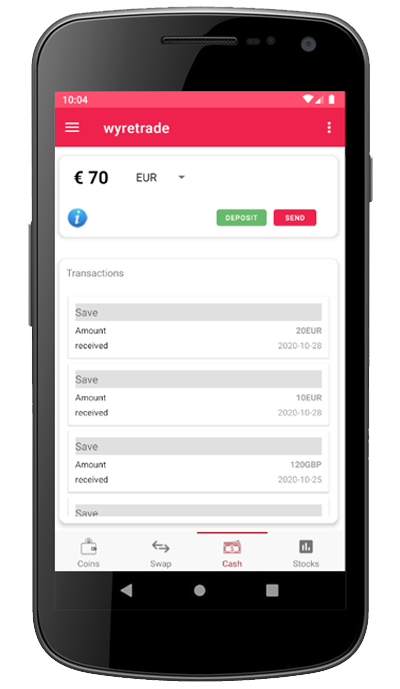 10:04
wyretrade
€ 70 EUR
DEPOSIT SEND
Transactions
Save
Amount 20EUR
received 2020-10-28
Save
Amount 10EUR
received 2020-10-28
Save
Amount 120GBP
received 2020-10-25
Save
Coins Swap Cash Stocks